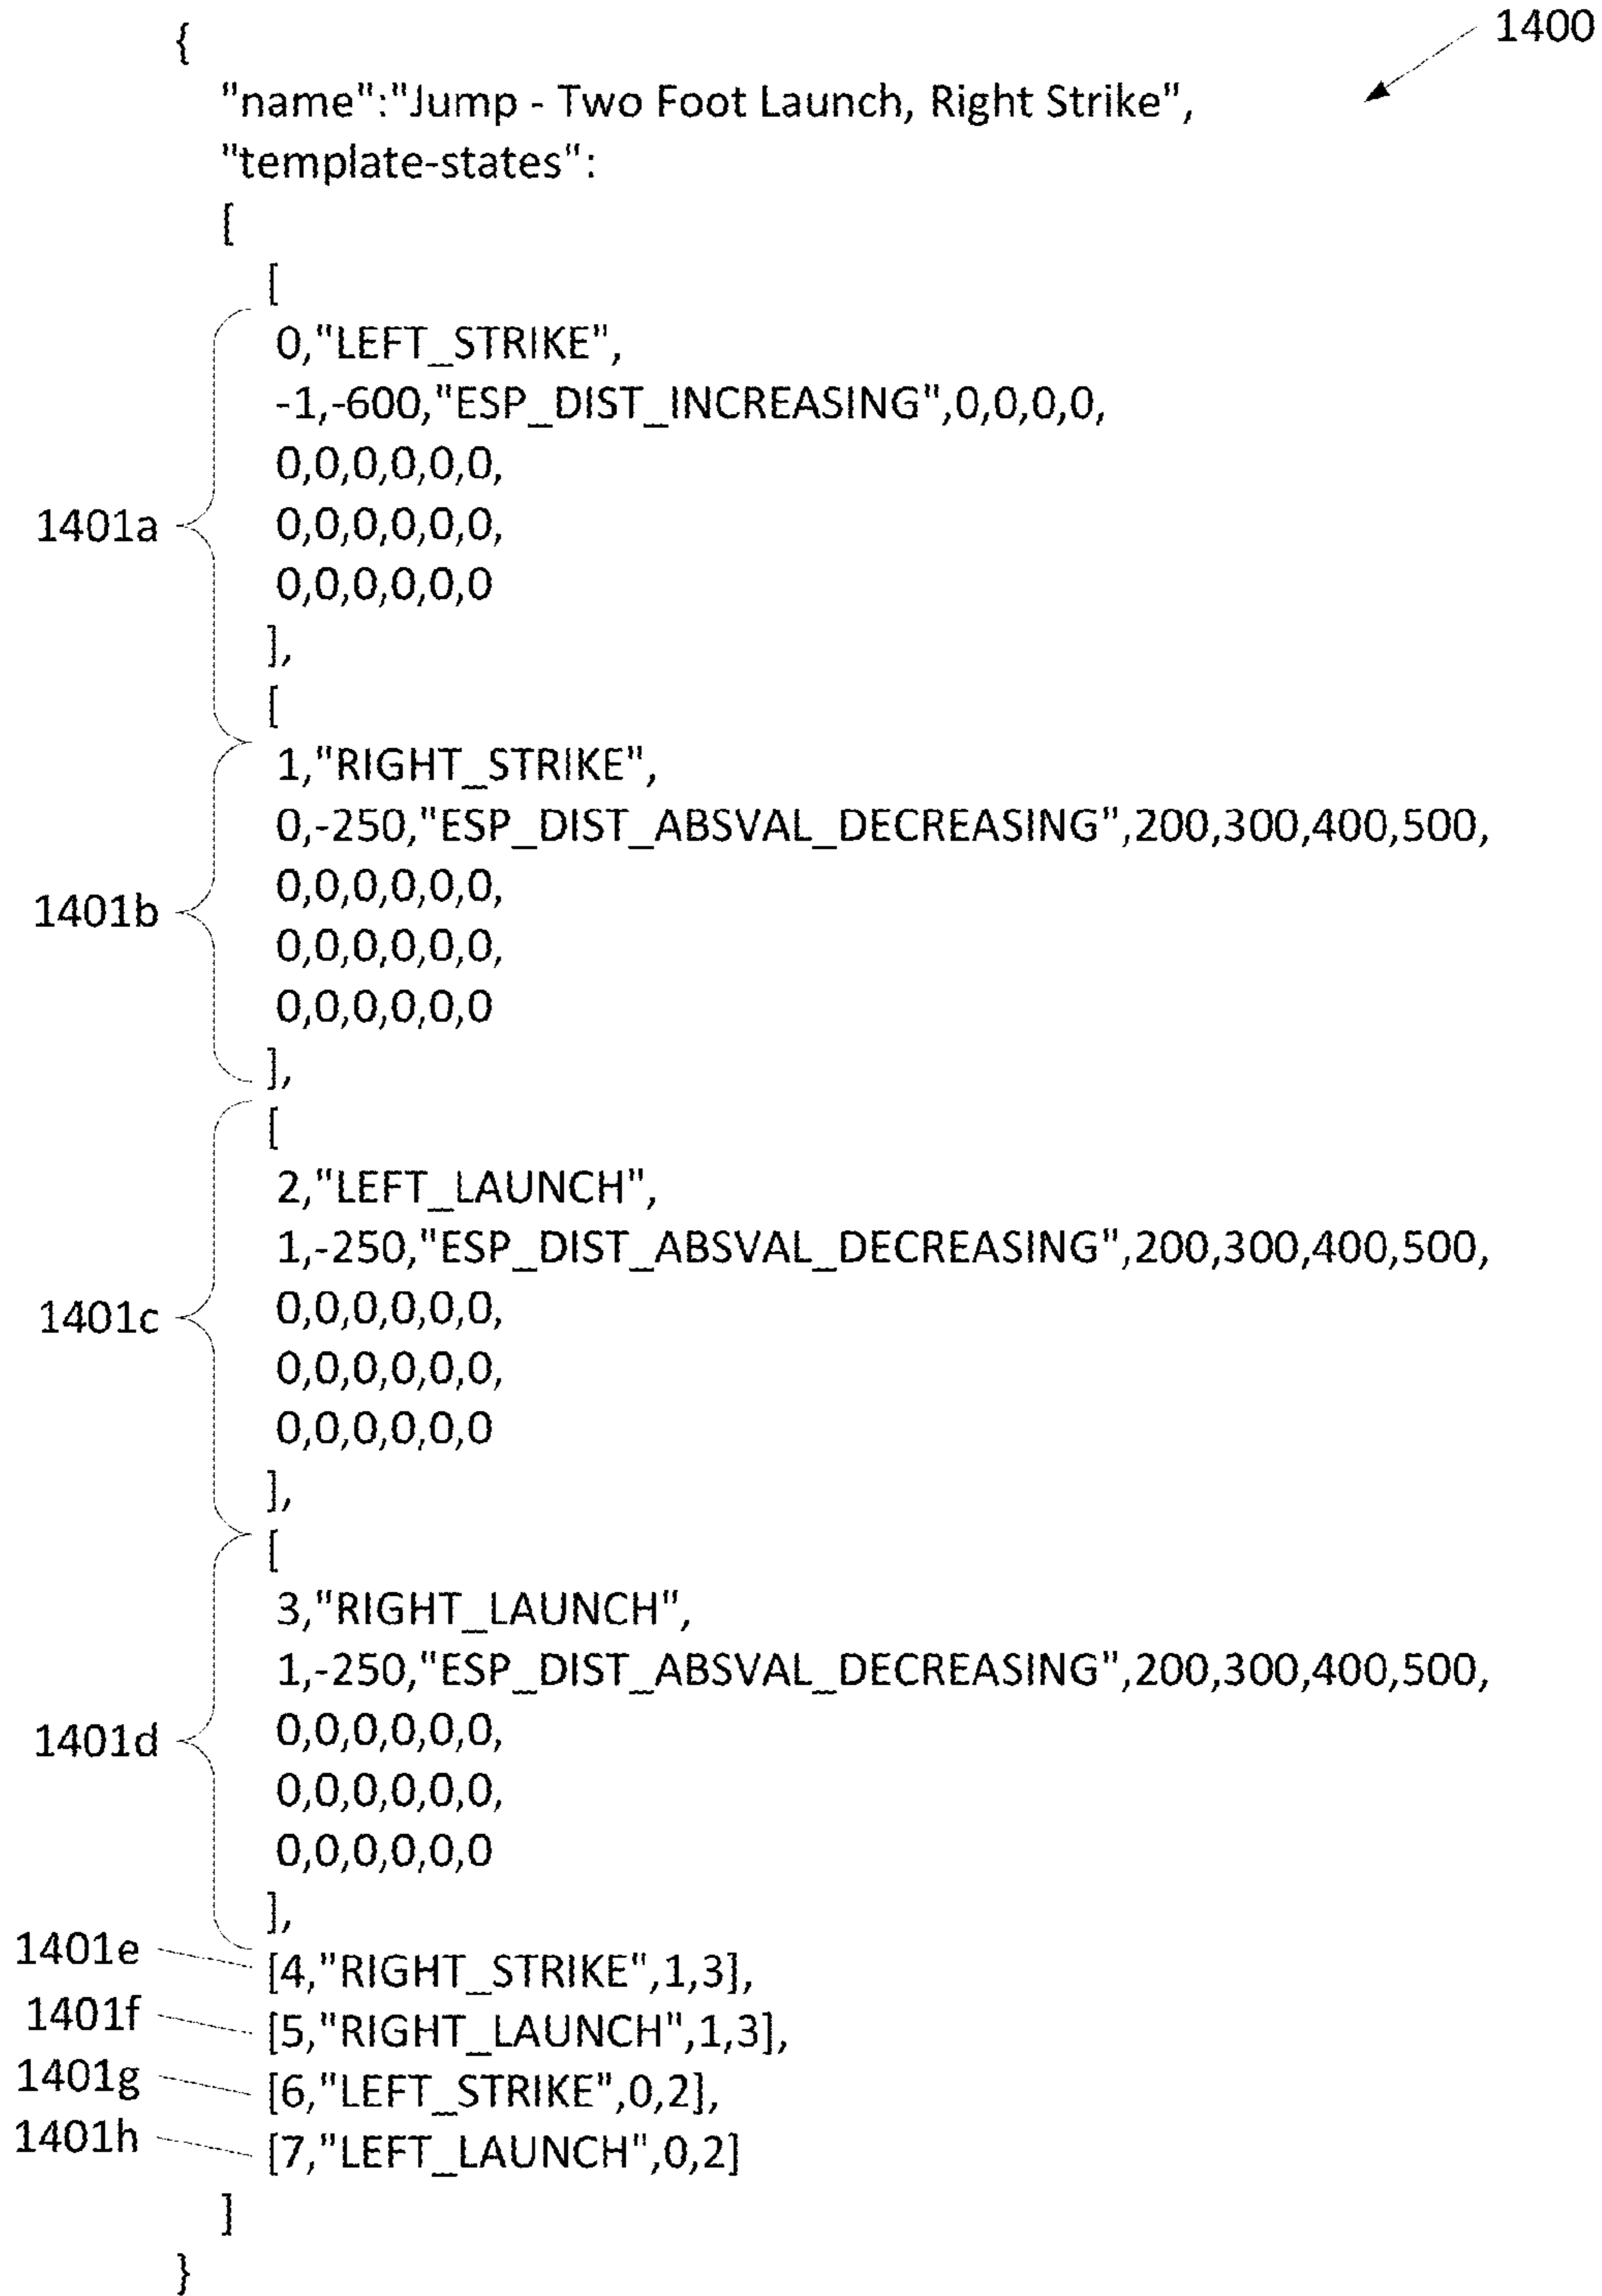 1400
{
"name":"Jump - Two Foot Launch, Right Strike",
"template-states":
[
[
0,"LEFT_STRIKE",
-1,-600,"ESP_DIST_INCREASING",0,0,0,0,
0,0,0,0,0,0,
1401a
0,0,0,0,0,0,
0,0,0,0,0,0
],
[
1,"RIGHT_STRIKE",
0,-250,"ESP_DIST_ABSVAL_DECREASING",200,300,400,500,
0,0,0,0,0,0,
1401b
0,0,0,0,0,0,
0,0,0,0,0,0
],
[
2,"LEFT_LAUNCH",
1,-250,"ESP_DIST_ABSVAL_DECREASING",200,300,400,500,
1401c
0,0,0,0,0,0,
0,0,0,0,0,0,
0,0,0,0,0,0
],
[
3,"RIGHT_LAUNCH",
1,-250,"ESP_DIST_ABSVAL_DECREASING",200,300,400,500,
1401d
0,0,0,0,0,0,
0,0,0,0,0,0,
0,0,0,0,0,0
],
1401e [4,"RIGHT_STRIKE",1,3],
1401f [5,"RIGHT_LAUNCH",1,3],
1401g [6,"LEFT_STRIKE",0,2],
1401h [7,"LEFT_LAUNCH",0,2]
]
}